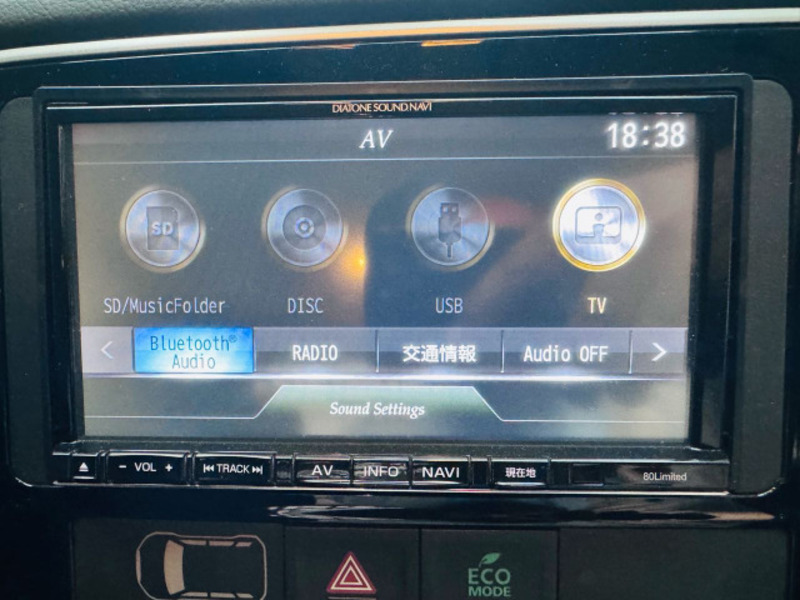 DIATONE SOUND NAVI
AV
18:38
SD
SD/MusicFolder
DISC
USB
TV
Bluetooth®
Audio
RADIO
交通情報
Audio OFF
Sound Settings
- VOL +
TRACK
AV
INFO
NAVI
現在地
80Limited
ECO
MODE